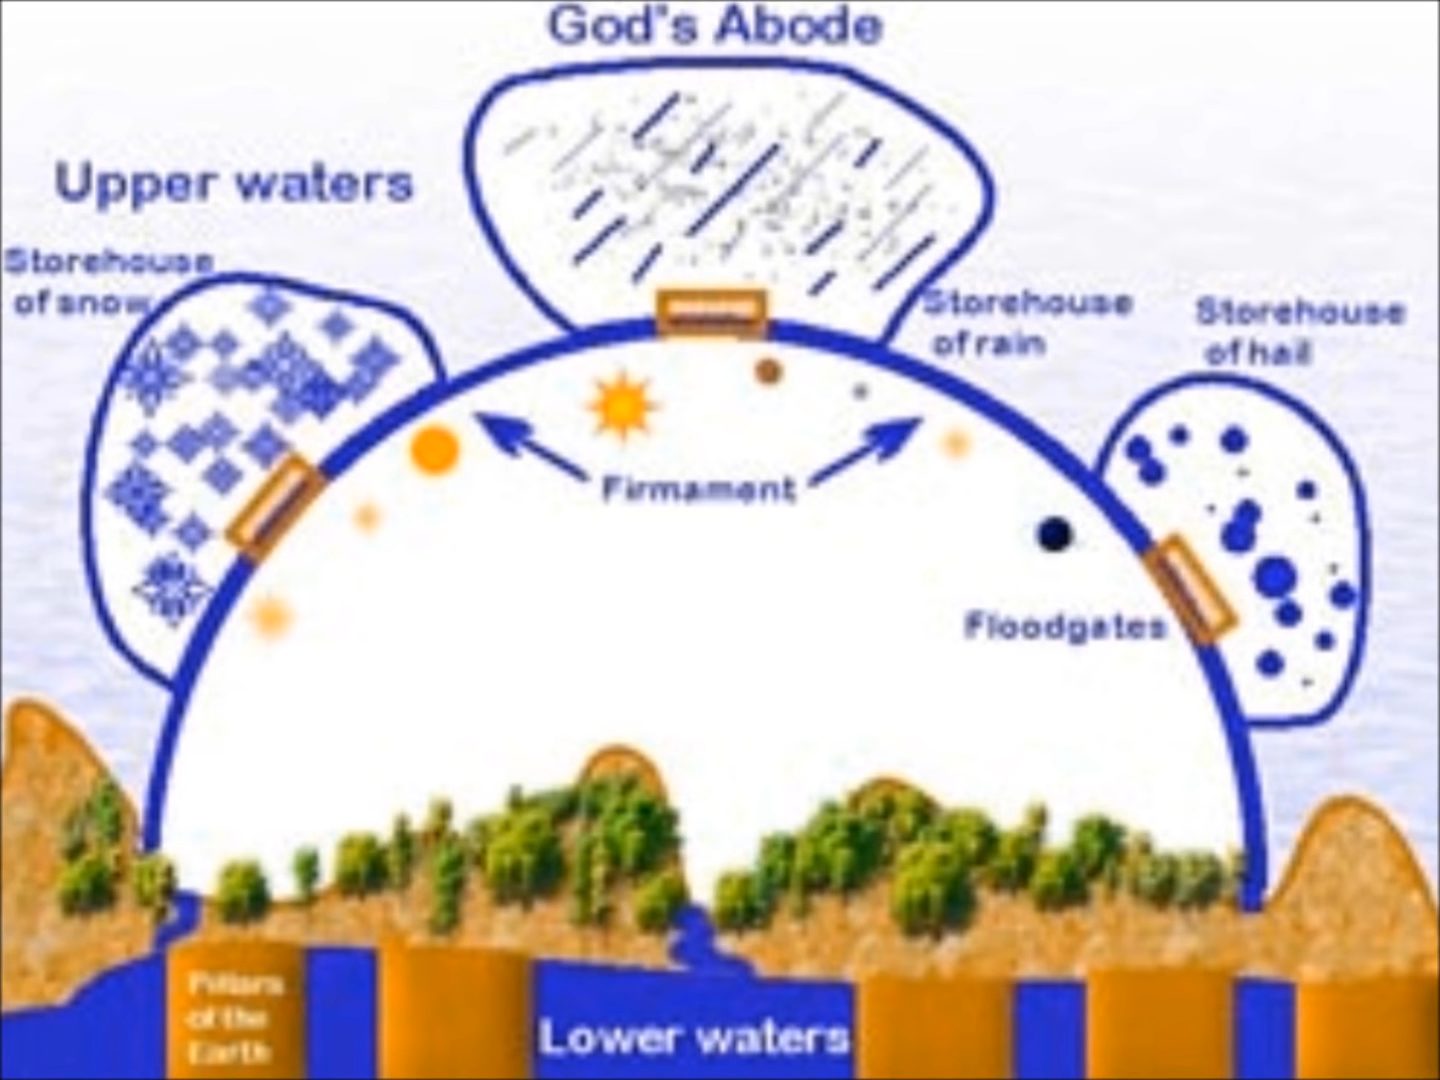 God's Abode
Upper waters
Storehouse
of snow
Storehouse
of rain
Storehouse
of hail
Firmament
Floodgates
Pillars
of the
Earth
Lower waters